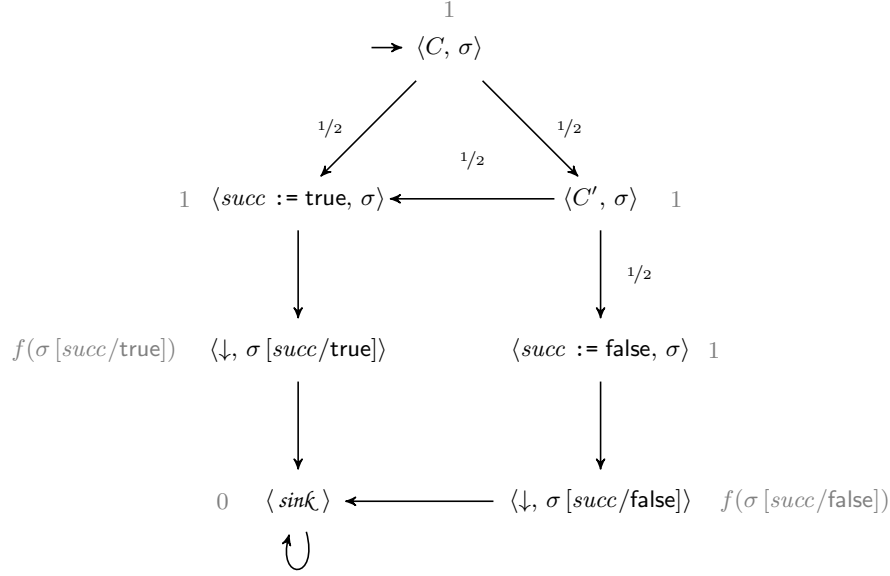 1
⟨C, σ⟩
1/2 1/2
1/2
1 ⟨succ := true, σ⟩ ⟨C′, σ⟩ 1
1/2
f(σ [succ/true]) ⟨↓, σ [succ/true]⟩ ⟨succ := false, σ⟩ 1
0 ⟨sink⟩ ⟨↓, σ [succ/false]⟩ f(σ [succ/false])